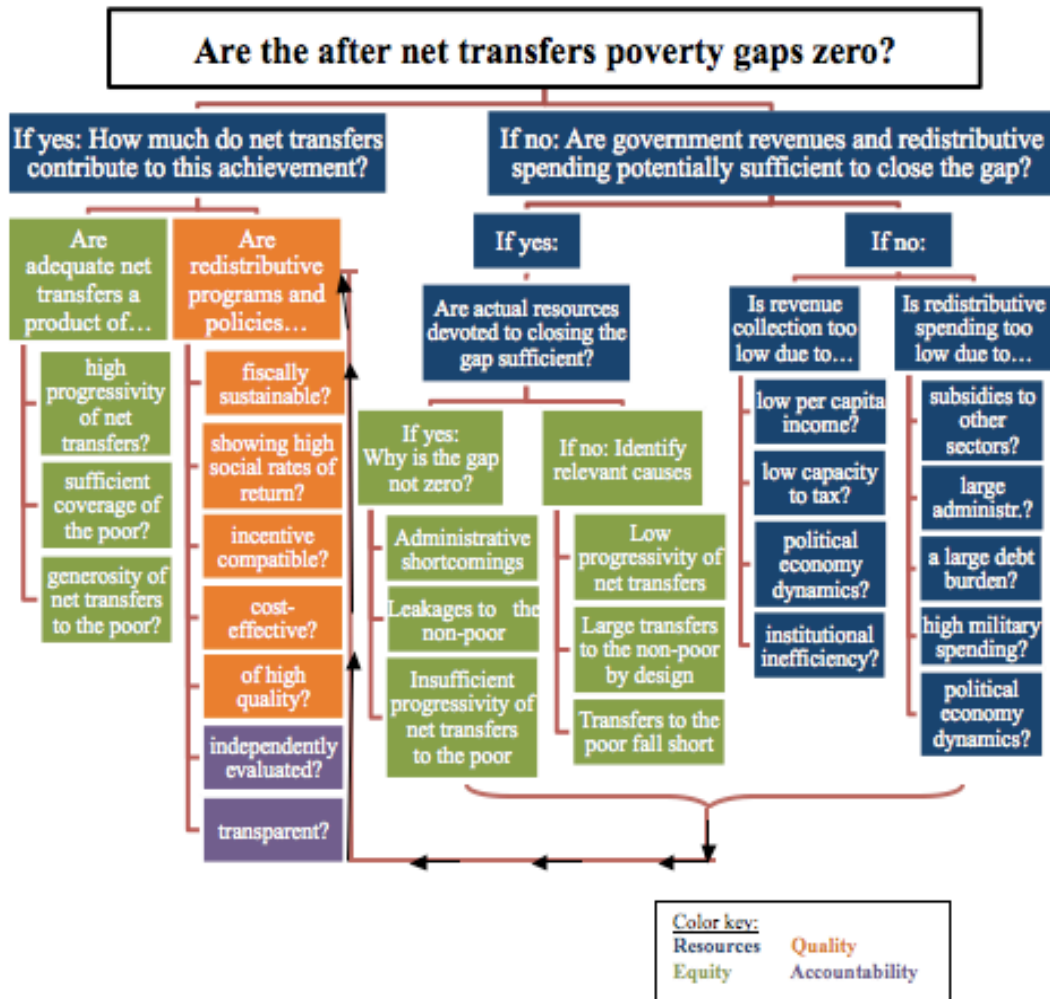 Are the after net transfers poverty gaps zero?
If yes: How much do net transfers
contribute to this achievement?
If no: Are government revenues and redistributive
spending potentially sufficient to close the gap?
Are
adequate net
transfers a
product of…
high
progressivity
of net
transfers?
sufficient
coverage of
the poor?
generosity of
net transfers
to the poor?
Are
redistributive
programs and
policies…
fiscally
sustainable?
showing high
social rates of
return?
incentive
compatible?
cost-
effective?
of high
quality?
independently
evaluated?
transparent?
If yes:
Are actual resources
devoted to closing the
gap sufficient?
If yes:
Why is the gap
not zero?
Administrative
shortcomings
Leakages to the
non-poor
Insufficient
progressivity of
net transfers
to the poor
If no: Identify
relevant causes
Low
progressivity of
net transfers
Large transfers
to the non-poor
by design
Transfers to the
poor fall short
If no:
Is revenue
collection too
low due to…
low per capita
income?
low capacity
to tax?
political
economy
dynamics?
institutional
inefficiency?
Is redistributive
spending too
low due to…
subsidies to
other
sectors?
large
administr.?
a large debt
burden?
high military
spending?
political
economy
dynamics?
Color key:
Resources Quality
Equity Accountability